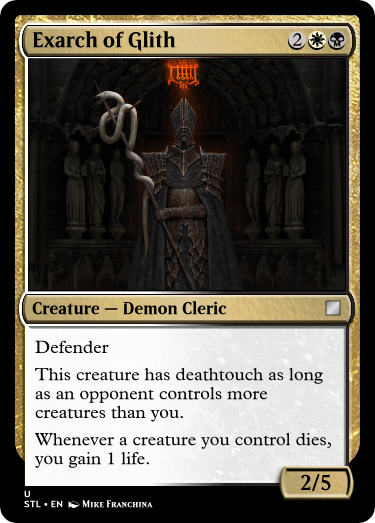 Exarch of Glith 2
Creature — Demon Cleric
Defender
This creature has deathtouch as long
as an opponent controls more
creatures than you.
Whenever a creature you control dies,
you gain 1 life.
2/5
U
STL • EN Mike Franchina